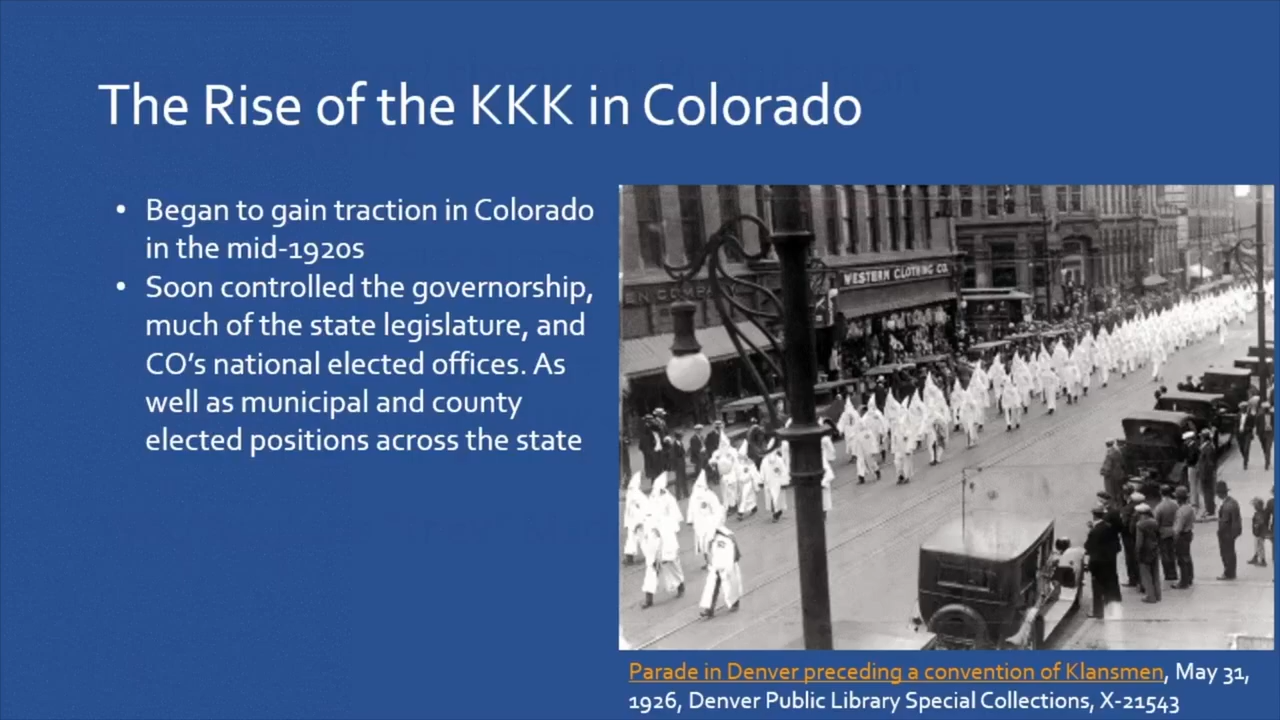 The Rise of the KKK in Colorado
• Began to gain traction in Colorado
in the mid-1920s
• Soon controlled the governorship,
much of the state legislature, and
CO’s national elected offices. As
well as municipal and county
elected positions across the state
WESTERN CLOTHING CO.
Parade in Denver preceding a convention of Klansmen, May 31,
1926, Denver Public Library Special Collections, X-21543